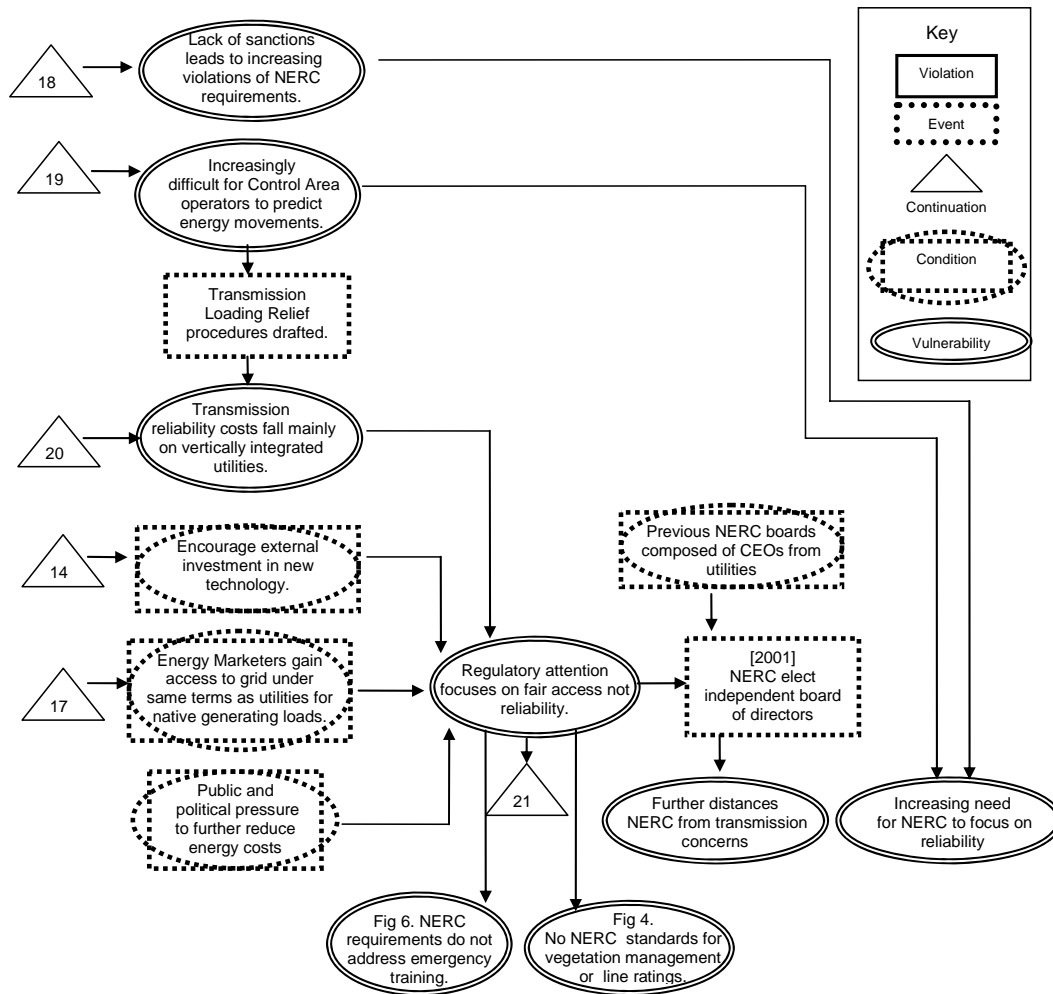 18
Lack of sanctions
leads to increasing
violations of NERC
requirements.
19
Increasingly
difficult for Control Area
operators to predict
energy movements.
Transmission
Loading Relief
procedures drafted.
20
Transmission
reliability costs fall mainly
on vertically integrated
utilities.
14
Encourage external
investment in new
technology.
17
Energy Marketers gain
access to grid under
same terms as utilities for
native generating loads.
Public and
political pressure
to further reduce
energy costs
Regulatory attention
focuses on fair access not
reliability.
21
Previous NERC boards
composed of CEOs from
utilities
[2001]
NERC elect
independent board
of directors
Further distances
NERC from transmission
concerns
Increasing need
for NERC to focus on
reliability
Fig 6. NERC
requirements do not
address emergency
training.
Fig 4.
No NERC standards for
vegetation management
or line ratings.
Key
Violation
Event
Continuation
Condition
Vulnerability